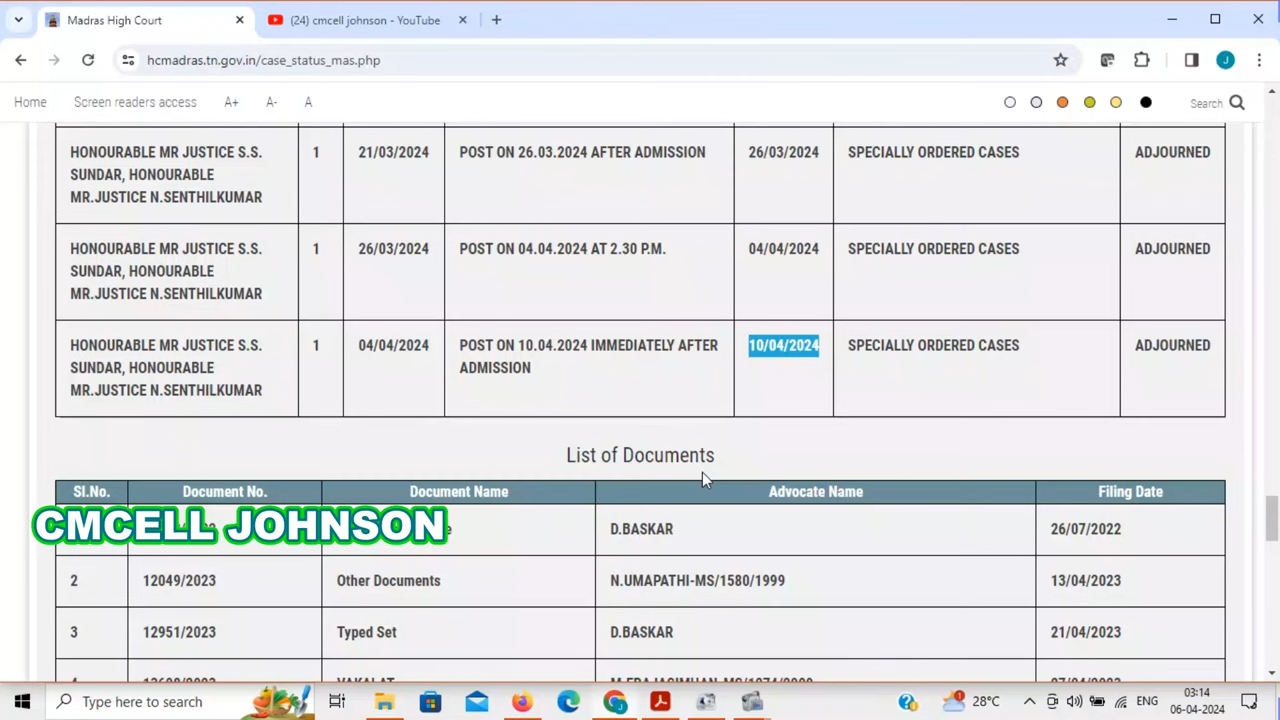 Madras High Court
(24) cmcell johnson - YouTube
hcmadras.tn.gov.in/case_status_mas.php
J
Home
Screen readers access
A+
A-
A
Search
HONOURABLE MR JUSTICE S.S.
SUNDAR, HONOURABLE
MR.JUSTICE N.SENTHILKUMAR
1
21/03/2024
POST ON 26.03.2024 AFTER ADMISSION
26/03/2024
SPECIALLY ORDERED CASES
ADJOURNED
HONOURABLE MR JUSTICE S.S.
SUNDAR, HONOURABLE
MR.JUSTICE N.SENTHILKUMAR
1
26/03/2024
POST ON 04.04.2024 AT 2.30 P.M.
04/04/2024
SPECIALLY ORDERED CASES
ADJOURNED
HONOURABLE MR JUSTICE S.S.
SUNDAR, HONOURABLE
MR.JUSTICE N.SENTHILKUMAR
1
04/04/2024
POST ON 10.04.2024 IMMEDIATELY AFTER
ADMISSION
10/04/2024
SPECIALLY ORDERED CASES
ADJOURNED
List of Documents
Sl.No.
Document No.
Document Name
Advocate Name
Filing Date
CMCELL JOHNSON
D.BASKAR
26/07/2022
2
12049/2023
Other Documents
N.UMAPATHI-MS/1580/1999
13/04/2023
3
12951/2023
Typed Set
D.BASKAR
21/04/2023
Type here to search
28°C
ENG
03:14
06-04-2024